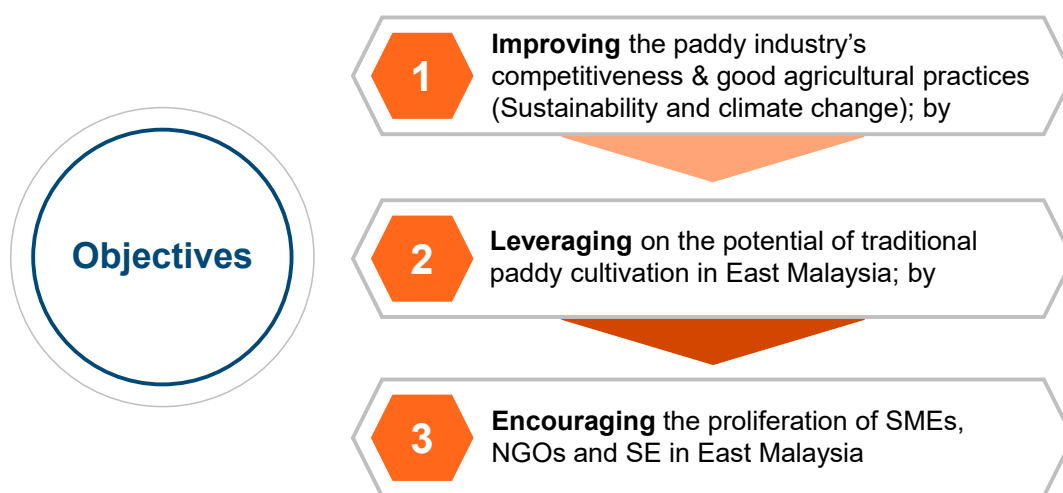 Objectives
1
Improving the paddy industry’s
competitiveness & good agricultural practices
(Sustainability and climate change); by
2
Leveraging on the potential of traditional
paddy cultivation in East Malaysia; by
3
Encouraging the proliferation of SMEs,
NGOs and SE in East Malaysia